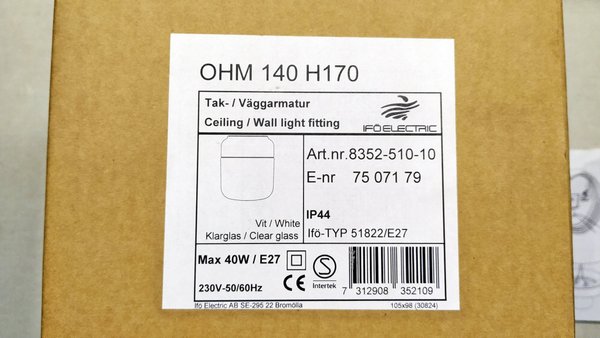 OHM 140 H170
Tak- / Väggarmatur
Ceiling / Wall light fitting
IFÖ ELECTRIC
Art.nr.8352-510-10
E-nr 75 071 79
Vit / White
Klarglas / Clear glass
IP44
Ifö-TYP 51822/E27
Max 40W / E27
S
Intertek
230V-50/60Hz
CE
7 312908 352109
Ifö Electric AB SE-295 22 Bromölla
105x98 (30824)